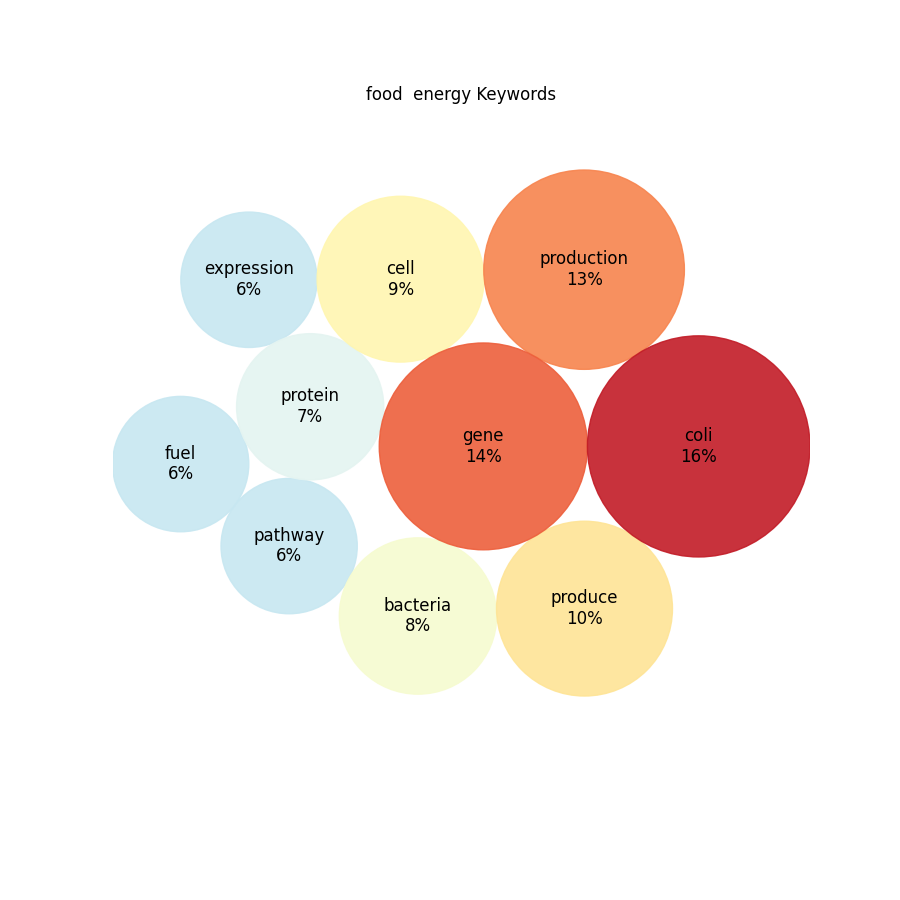 food  energy Keywords
expression
6%
cell
9%
production
13%
protein
7%
gene
14%
coli
16%
fuel
6%
pathway
6%
bacteria
8%
produce
10%